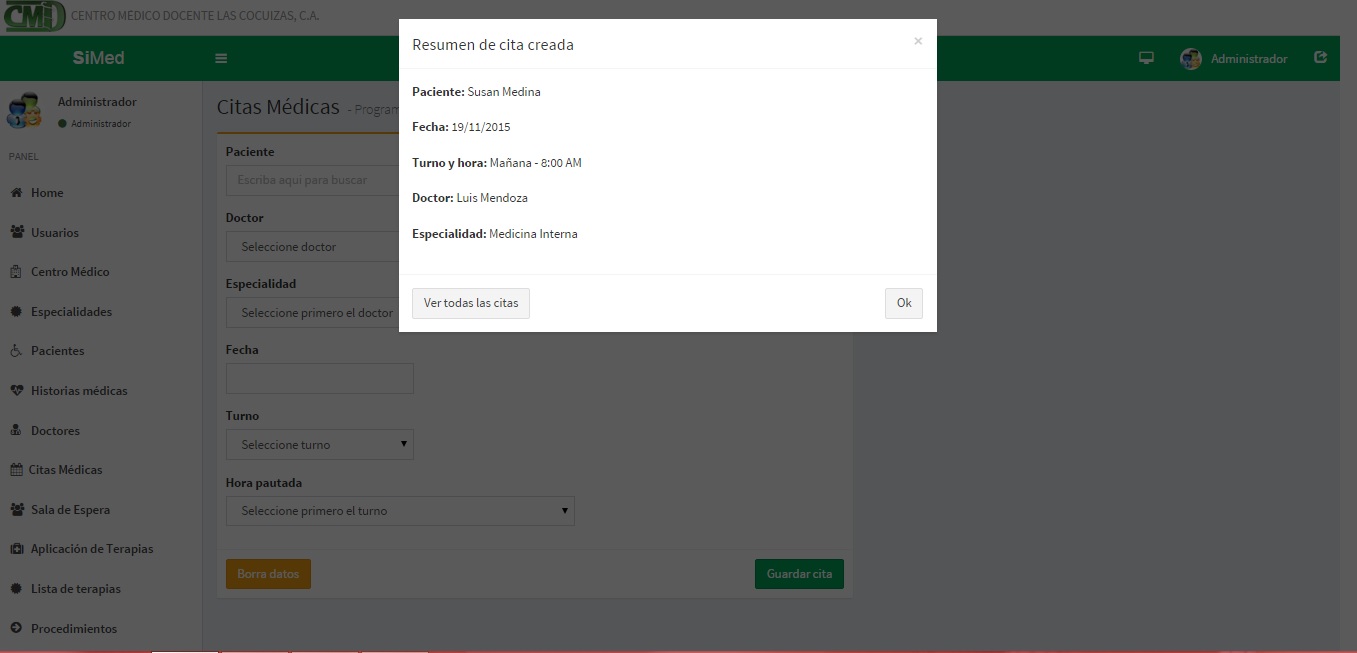 CMD CENTRO MÉDICO DOCENTE LAS COCUIZAS, C.A.
SiMed
Administrador
Administrador
Administrador
PANEL
Home
Usuarios
Centro Médico
Especialidades
Pacientes
Historias médicas
Doctores
Citas Médicas
Sala de Espera
Aplicación de Terapias
Lista de terapias
Procedimientos
Citas Médicas - Program
Paciente
Escriba aqui para buscar
Doctor
Seleccione doctor
Especialidad
Seleccione primero el doctor
Fecha
Turno
Seleccione turno
Hora pautada
Seleccione primero el turno
Borra datos
Guardar cita
Resumen de cita creada
×
Paciente: Susan Medina
Fecha: 19/11/2015
Turno y hora: Mañana - 8:00 AM
Doctor: Luis Mendoza
Especialidad: Medicina Interna
Ver todas las citas
Ok